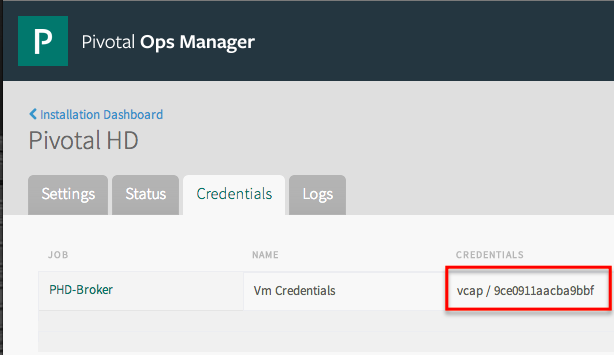 P Pivotal Ops Manager
Installation Dashboard
Pivotal HD
Settings Status Credentials Logs
JOB NAME CREDENTIALS
PHD-Broker Vm Credentials vcap / 9ce0911aacba9bbf